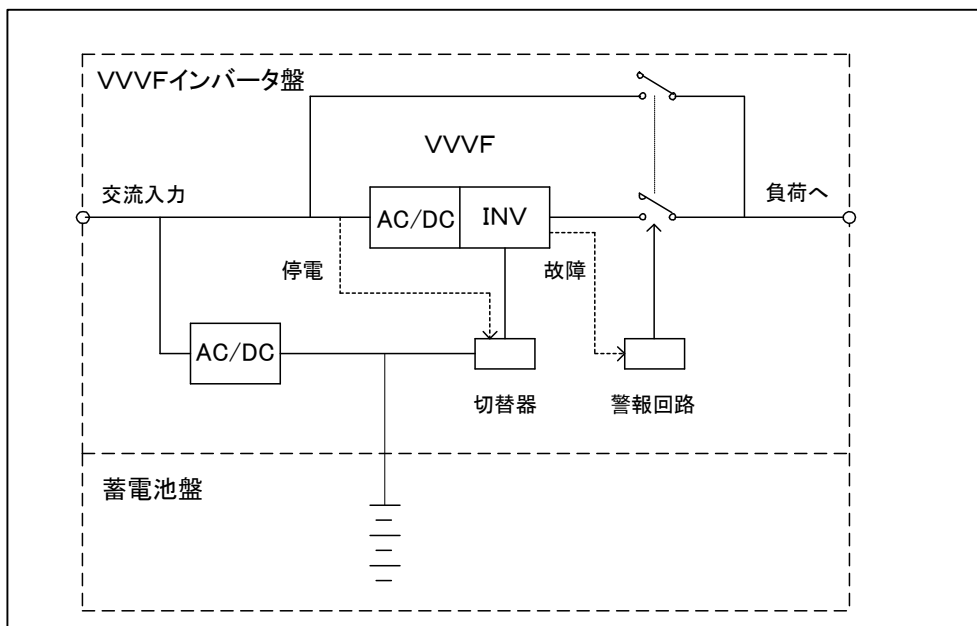 VVVFインバータ盤
VVVF
交流入力
負荷へ
AC/DC
INV
停電
故障
AC/DC
切替器
警報回路
蓄電池盤